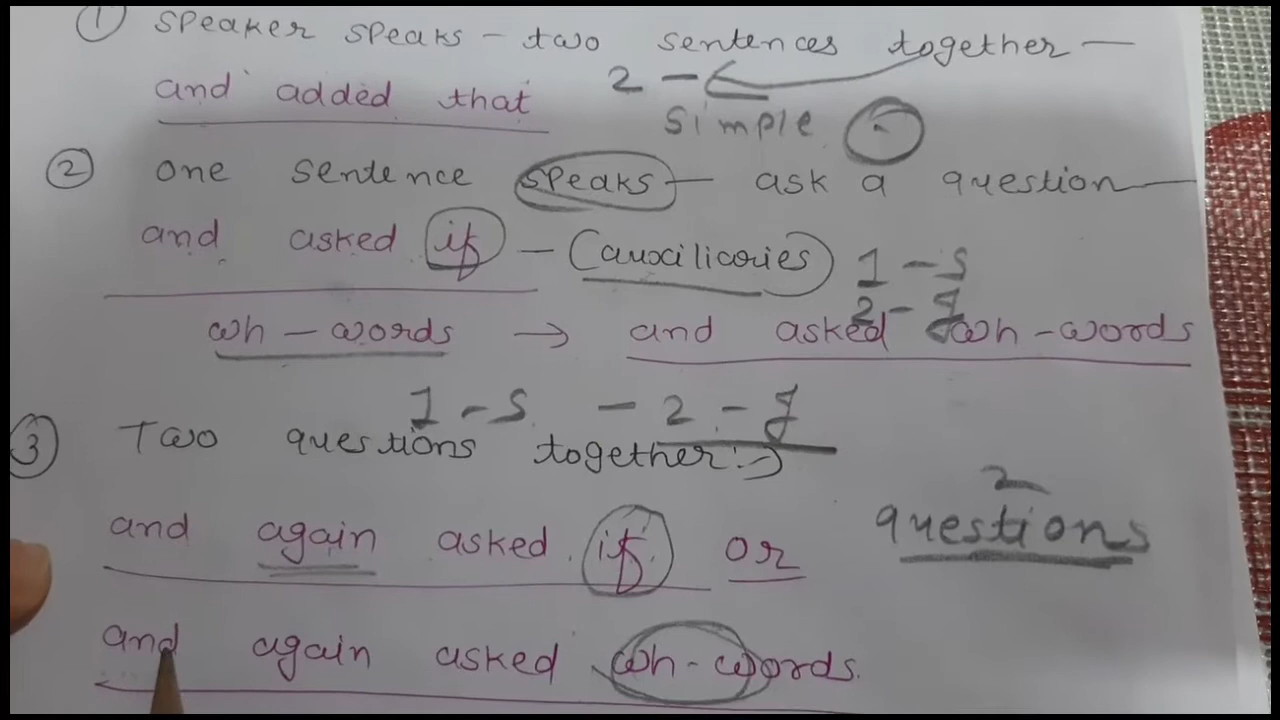 1 speaker speaks - two sentences together -
and added that 2 -
simple
2 one sentence speaks - ask a question -
and asked if - (auxilicories) 1 - s
2 - q
wh - words → and asked wh - words
1 - s - 2 - q
3 Two questions together :-
2
and again asked if or questions
and again asked wh - words.